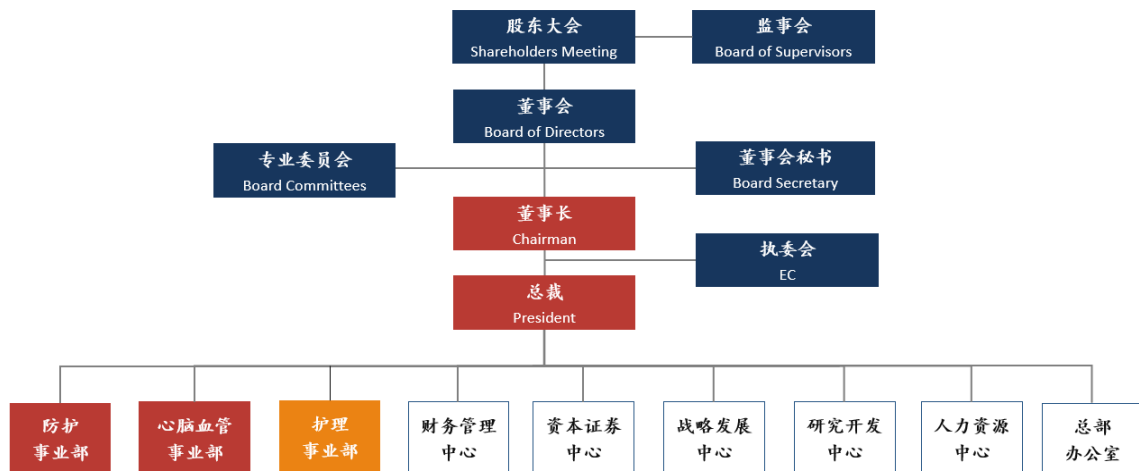 股东大会
Shareholders Meeting
监事会
Board of Supervisors
董事会
Board of Directors
专业委员会
Board Committees
董事会秘书
Board Secretary
董事长
Chairman
执委会
EC
总裁
President
防护
事业部
心脑血管
事业部
护理
事业部
财务管理
中心
资本证券
中心
战略发展
中心
研究开发
中心
人力资源
中心
总部
办公室